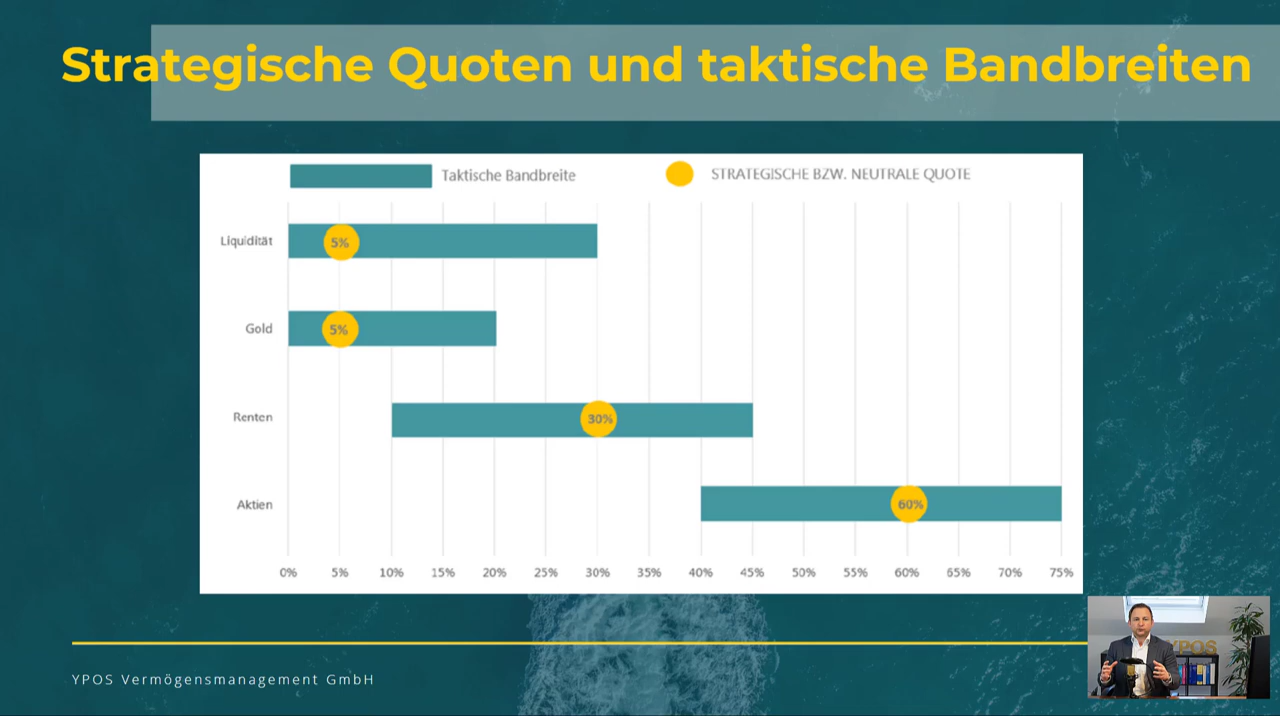 Strategische Quoten und taktische Bandbreiten
Taktische Bandbreite
STRATEGISCHE BZW. NEUTRALE QUOTE
Liquidität
5%
Gold
5%
Renten
30%
Aktien
60%
0% 5% 10% 15% 20% 25% 30% 35% 40% 45% 50% 55% 60% 65% 70% 75%
YPOS
YPOS Vermögensmanagement GmbH